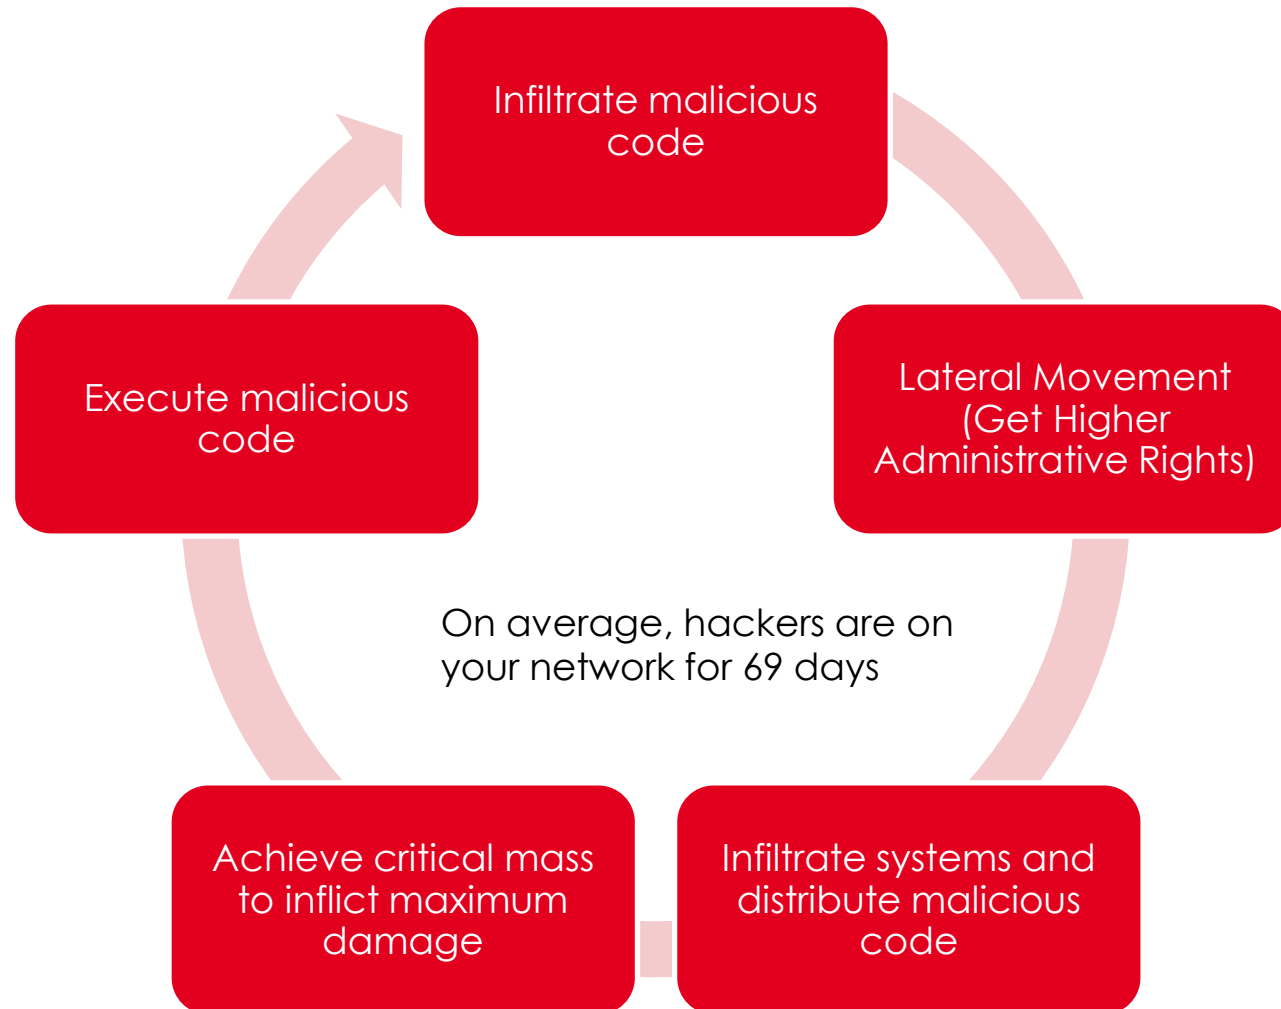 Infiltrate malicious
code
Lateral Movement
(Get Higher
Administrative Rights)
Infiltrate systems and
distribute malicious
code
Achieve critical mass
to inflict maximum
damage
Execute malicious
code
On average, hackers are on
your network for 69 days